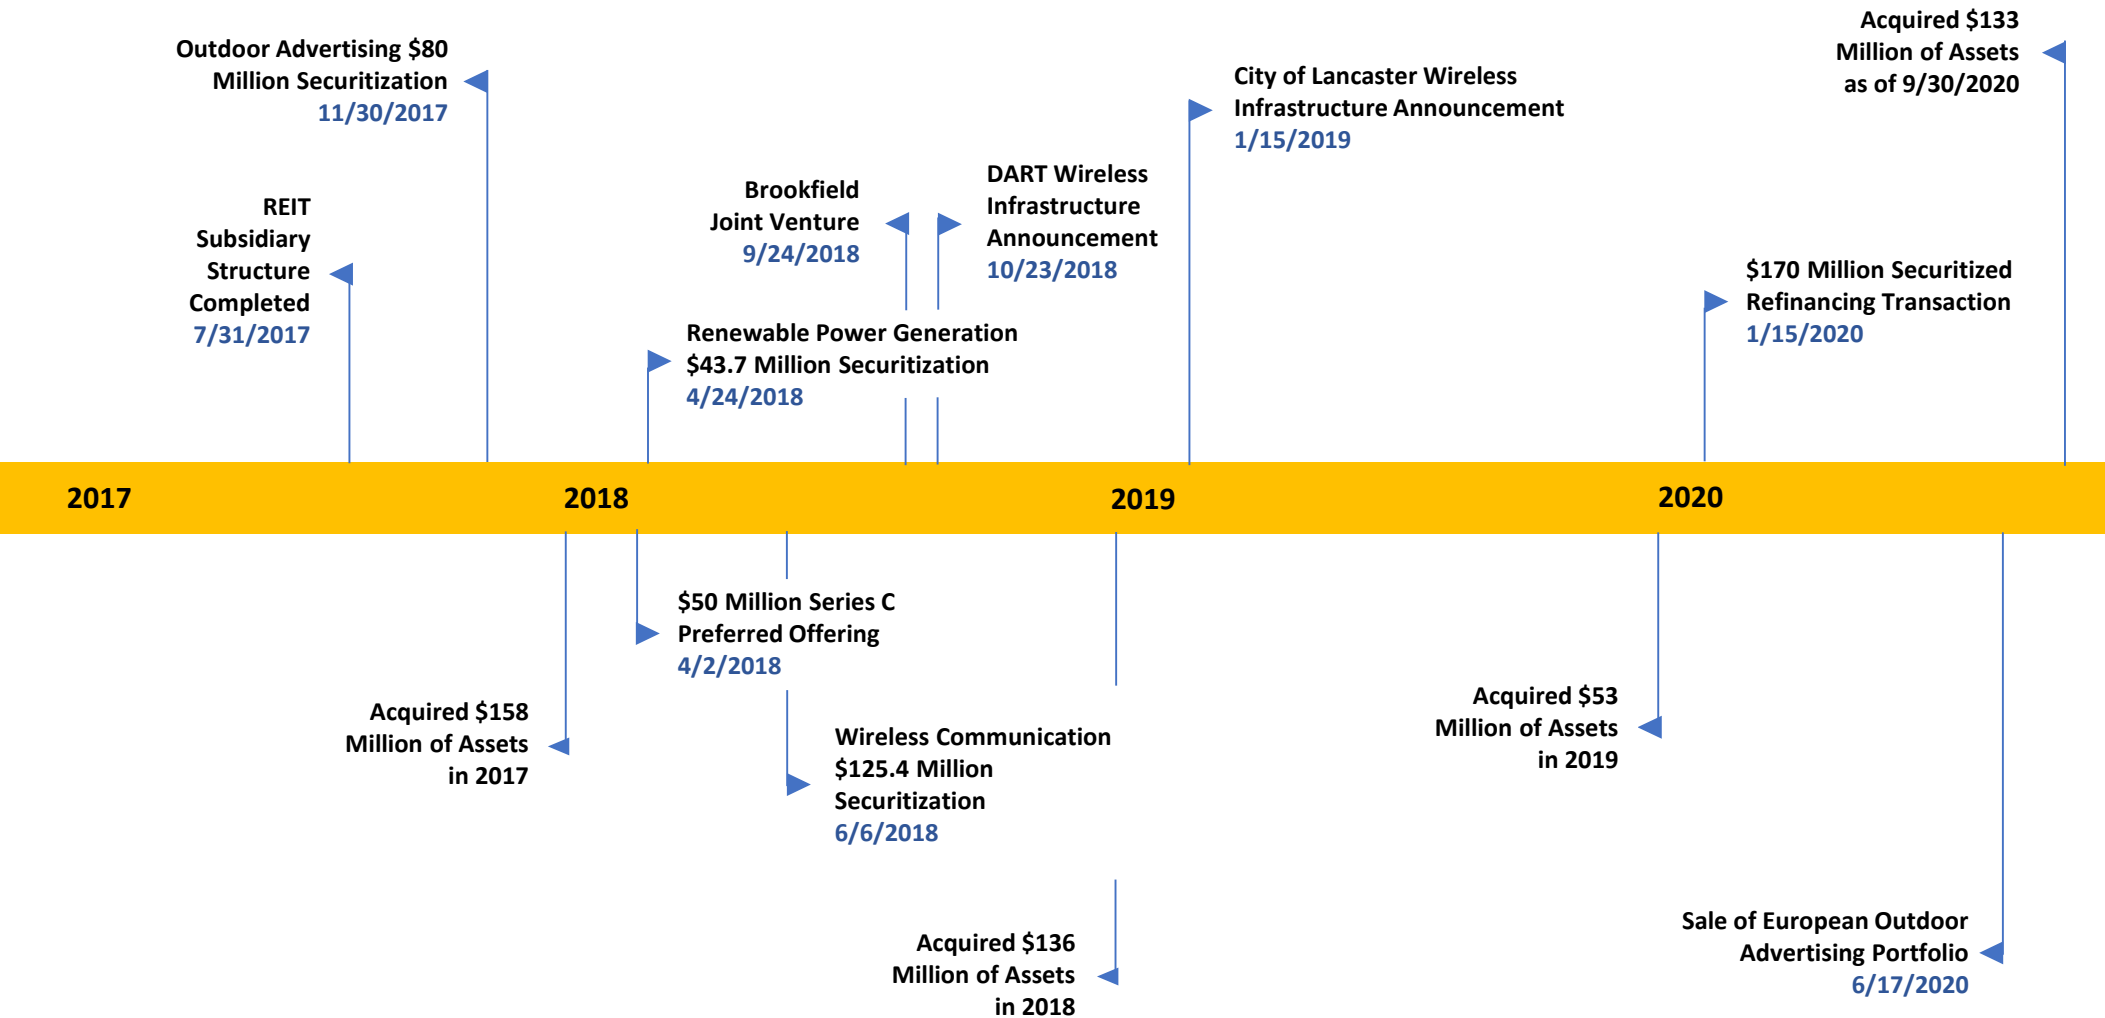 Outdoor Advertising $80
Million Securitization
11/30/2017
REIT
Subsidiary
Structure
Completed
7/31/2017
Brookfield
Joint Venture
9/24/2018
DART Wireless
Infrastructure
Announcement
10/23/2018
Renewable Power Generation
$43.7 Million Securitization
4/24/2018
City of Lancaster Wireless
Infrastructure Announcement
1/15/2019
Acquired $133
Million of Assets
as of 9/30/2020
$170 Million Securitized
Refinancing Transaction
1/15/2020
2017
2018
2019
2020
Acquired $158
Million of Assets
in 2017
$50 Million Series C
Preferred Offering
4/2/2018
Wireless Communication
$125.4 Million
Securitization
6/6/2018
Acquired $136
Million of Assets
in 2018
Acquired $53
Million of Assets
in 2019
Sale of European Outdoor
Advertising Portfolio
6/17/2020